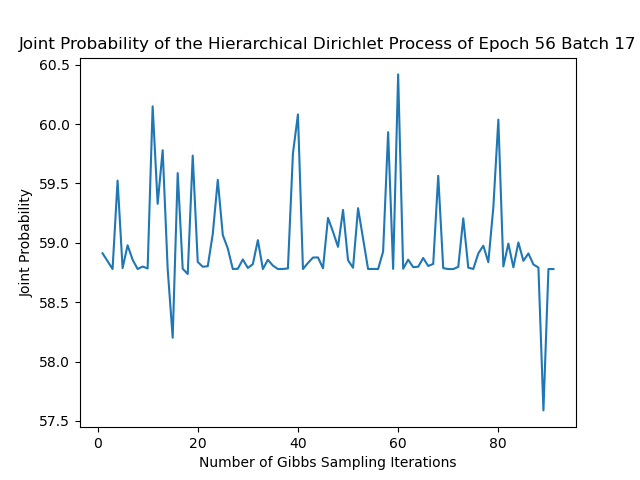 Joint Probability of the Hierarchical Dirichlet Process of Epoch 56 Batch 17
60.5
60.0
59.5
59.0
58.5
58.0
57.5
Joint Probability
0 20 40 60 80
Number of Gibbs Sampling Iterations